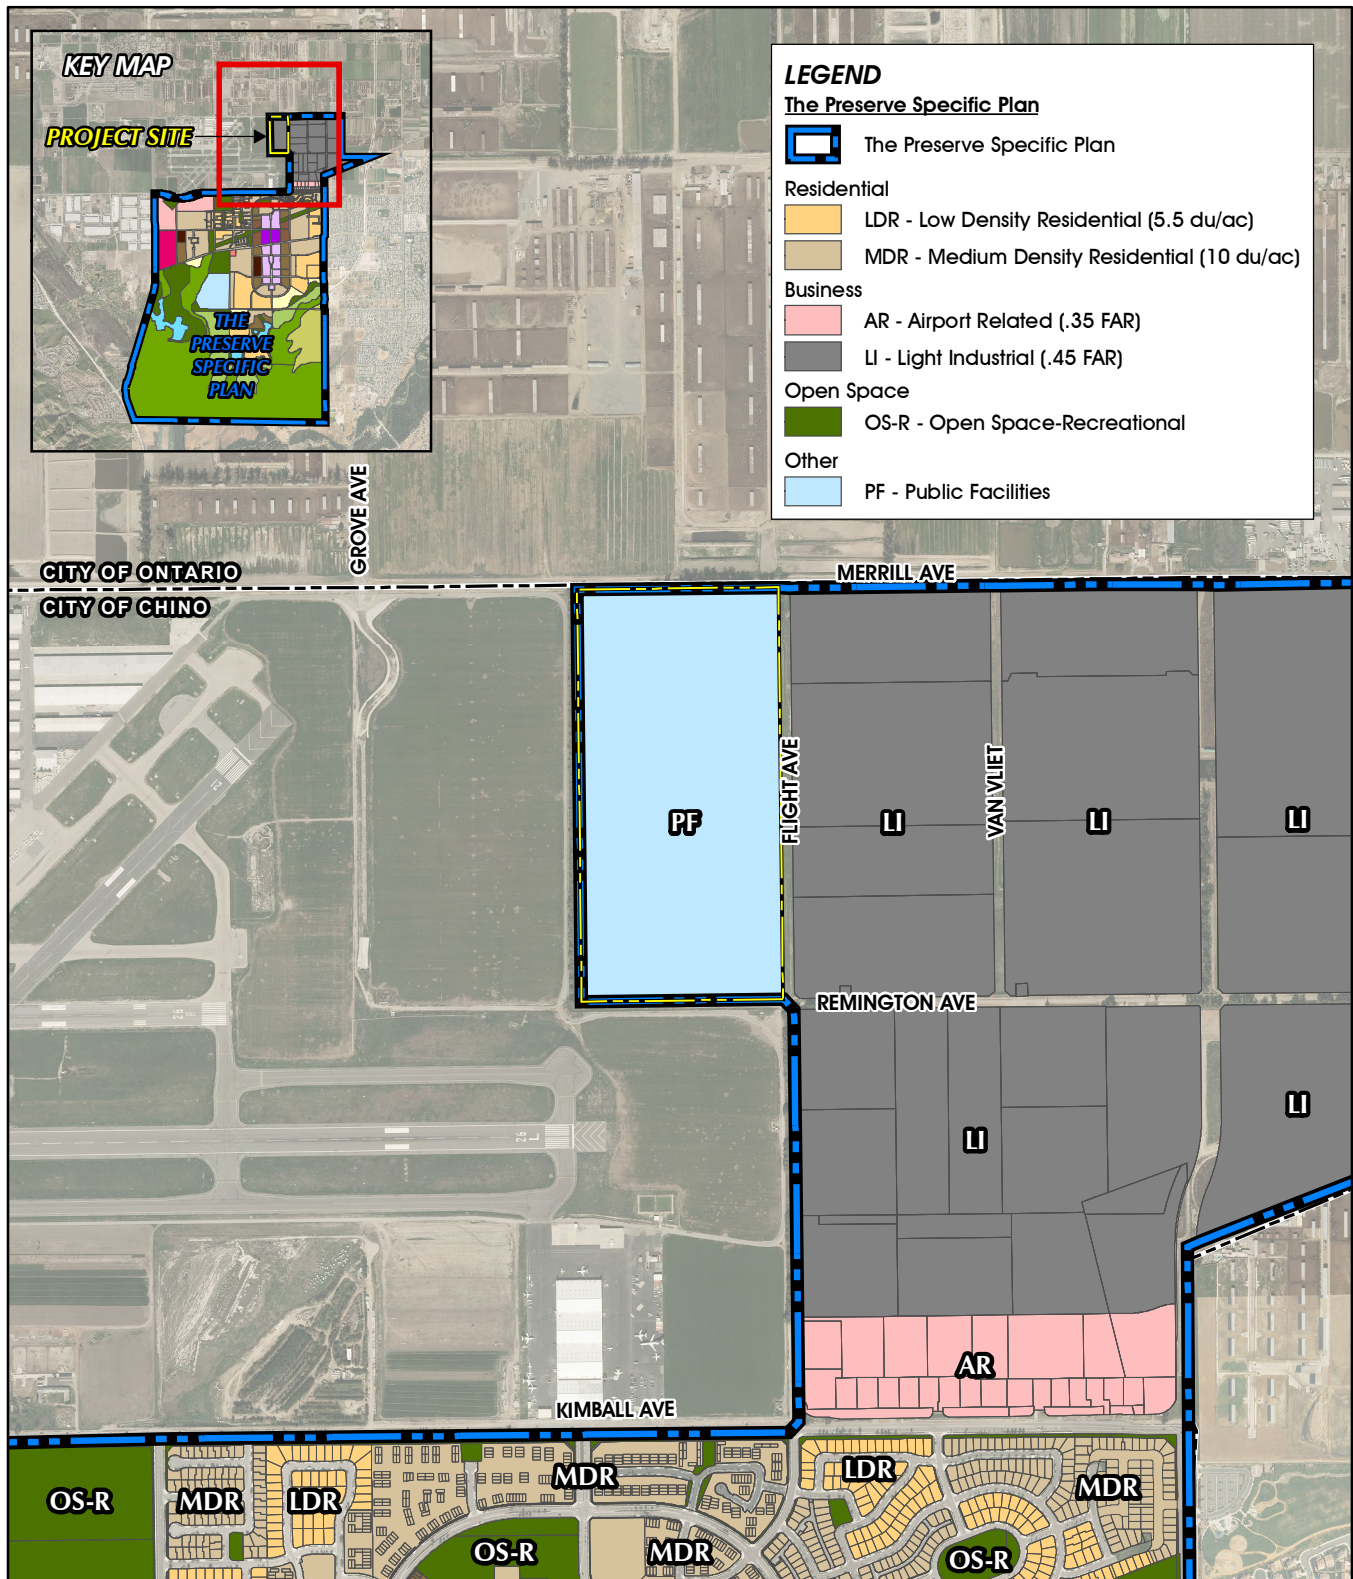 KEY MAP
PROJECT SITE
THE
PRESERVE
SPECIFIC
PLAN
LEGEND
The Preserve Specific Plan
The Preserve Specific Plan
Residential
LDR - Low Density Residential (5.5 du/ac)
MDR - Medium Density Residential (10 du/ac)
Business
AR - Airport Related (.35 FAR)
LI - Light Industrial (.45 FAR)
Open Space
OS-R - Open Space-Recreational
Other
PF - Public Facilities
GROVE AVE
CITY OF ONTARIO
CITY OF CHINO
MERRILL AVE
FLIGHT AVE
VAN VLIET
PF
LI
LI
LI
REMINGTON AVE
LI
LI
26 L
AR
KIMBALL AVE
OS-R
MDR
LDR
MDR
LDR
MDR
OS-R
MDR
OS-R